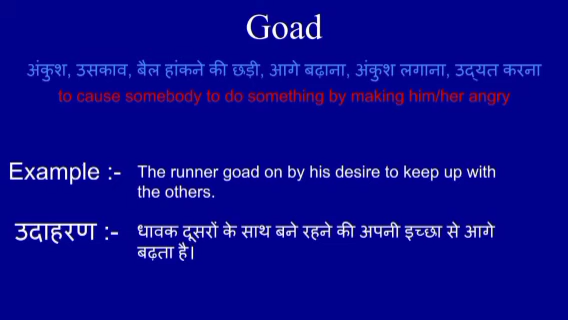 Goad
अंकुश, उसकाव, बैल हांकने की छड़ी, आगे बढ़ाना, अंकुश लगाना, उद्यत करना
to cause somebody to do something by making him/her angry
Example :- The runner goad on by his desire to keep up with
the others.
उदाहरण :- धावक दूसरों के साथ बने रहने की अपनी इच्छा से आगे
बढ़ता है।